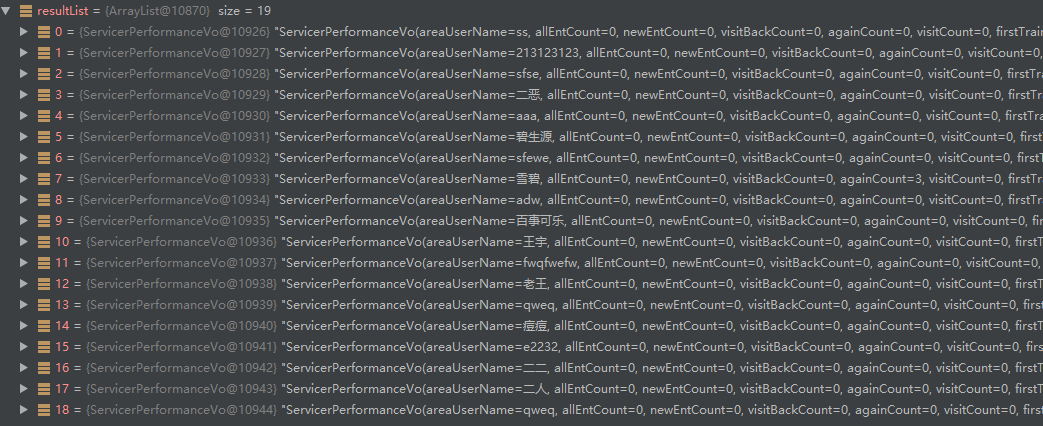 resultList = {ArrayList@10870} size = 19
0 = {ServicerPerformanceVo@10926} "ServicerPerformanceVo(areaUserName=ss, allEntCount=0, newEntCount=0, visitBackCount=0, againCount=0, visitCount=0, firstTrain
1 = {ServicerPerformanceVo@10927} "ServicerPerformanceVo(areaUserName=213123123, allEntCount=0, newEntCount=0, visitBackCount=0, againCount=0, visitCount=0,
2 = {ServicerPerformanceVo@10928} "ServicerPerformanceVo(areaUserName=sfse, allEntCount=0, newEntCount=0, visitBackCount=0, againCount=0, visitCount=0, firstTr
3 = {ServicerPerformanceVo@10929} "ServicerPerformanceVo(areaUserName=二恶, allEntCount=0, newEntCount=0, visitBackCount=0, againCount=0, visitCount=0, firstTr
4 = {ServicerPerformanceVo@10930} "ServicerPerformanceVo(areaUserName=aaa, allEntCount=0, newEntCount=0, visitBackCount=0, againCount=0, visitCount=0, firstTr
5 = {ServicerPerformanceVo@10931} "ServicerPerformanceVo(areaUserName=碧生源, allEntCount=0, newEntCount=0, visitBackCount=0, againCount=0, visitCount=0, first
6 = {ServicerPerformanceVo@10932} "ServicerPerformanceVo(areaUserName=sfewe, allEntCount=0, newEntCount=0, visitBackCount=0, againCount=0, visitCount=0, first
7 = {ServicerPerformanceVo@10933} "ServicerPerformanceVo(areaUserName=雪碧, allEntCount=0, newEntCount=0, visitBackCount=0, againCount=3, visitCount=0, firstTr
8 = {ServicerPerformanceVo@10934} "ServicerPerformanceVo(areaUserName=adw, allEntCount=0, newEntCount=0, visitBackCount=0, againCount=0, visitCount=0, firstT
9 = {ServicerPerformanceVo@10935} "ServicerPerformanceVo(areaUserName=百事可乐, allEntCount=0, newEntCount=0, visitBackCount=0, againCount=0, visitCount=0, fi
10 = {ServicerPerformanceVo@10936} "ServicerPerformanceVo(areaUserName=王宇, allEntCount=0, newEntCount=0, visitBackCount=0, againCount=0, visitCount=0, firstT
11 = {ServicerPerformanceVo@10937} "ServicerPerformanceVo(areaUserName=fwqfwefw, allEntCount=0, newEntCount=0, visitBackCount=0, againCount=0, visitCount=0
12 = {ServicerPerformanceVo@10938} "ServicerPerformanceVo(areaUserName=老王, allEntCount=0, newEntCount=0, visitBackCount=0, againCount=0, visitCount=0, firstT
13 = {ServicerPerformanceVo@10939} "ServicerPerformanceVo(areaUserName=qweq, allEntCount=0, newEntCount=0, visitBackCount=0, againCount=0, visitCount=0, firs
14 = {ServicerPerformanceVo@10940} "ServicerPerformanceVo(areaUserName=痘痘, allEntCount=0, newEntCount=0, visitBackCount=0, againCount=0, visitCount=0, firstT
15 = {ServicerPerformanceVo@10941} "ServicerPerformanceVo(areaUserName=e2232, allEntCount=0, newEntCount=0, visitBackCount=0, againCount=0, visitCount=0, fir
16 = {ServicerPerformanceVo@10942} "ServicerPerformanceVo(areaUserName=二二, allEntCount=0, newEntCount=0, visitBackCount=0, againCount=0, visitCount=0, firstT
17 = {ServicerPerformanceVo@10943} "ServicerPerformanceVo(areaUserName=二人, allEntCount=0, newEntCount=0, visitBackCount=0, againCount=0, visitCount=0, firstT
18 = {ServicerPerformanceVo@10944} "ServicerPerformanceVo(areaUserName=qweq, allEntCount=0, newEntCount=0, visitBackCount=0, againCount=0, visitCount=0, firs